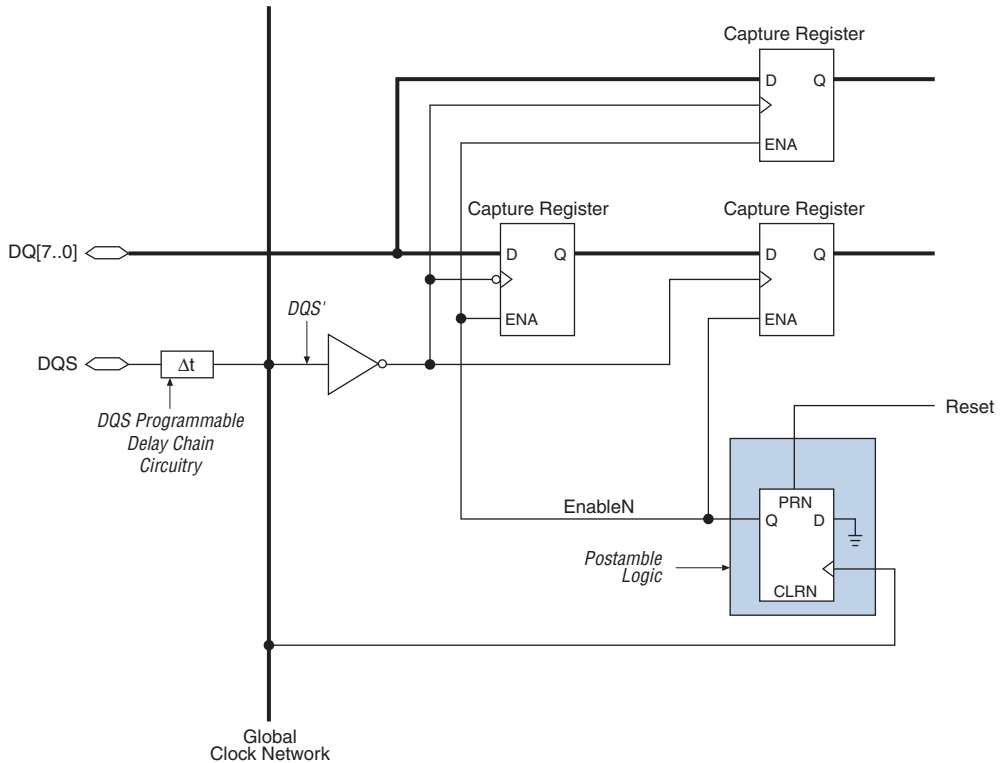 Capture Register
D Q
ENA
Capture Register
Capture Register
DQ[7..0]
D Q
D Q
DQS'
ENA
ENA
DQS
Δt
DQS Programmable
Delay Chain
Circuitry
Reset
PRN
EnableN
Q D
Postamble
Logic
CLRN
Global
Clock Network